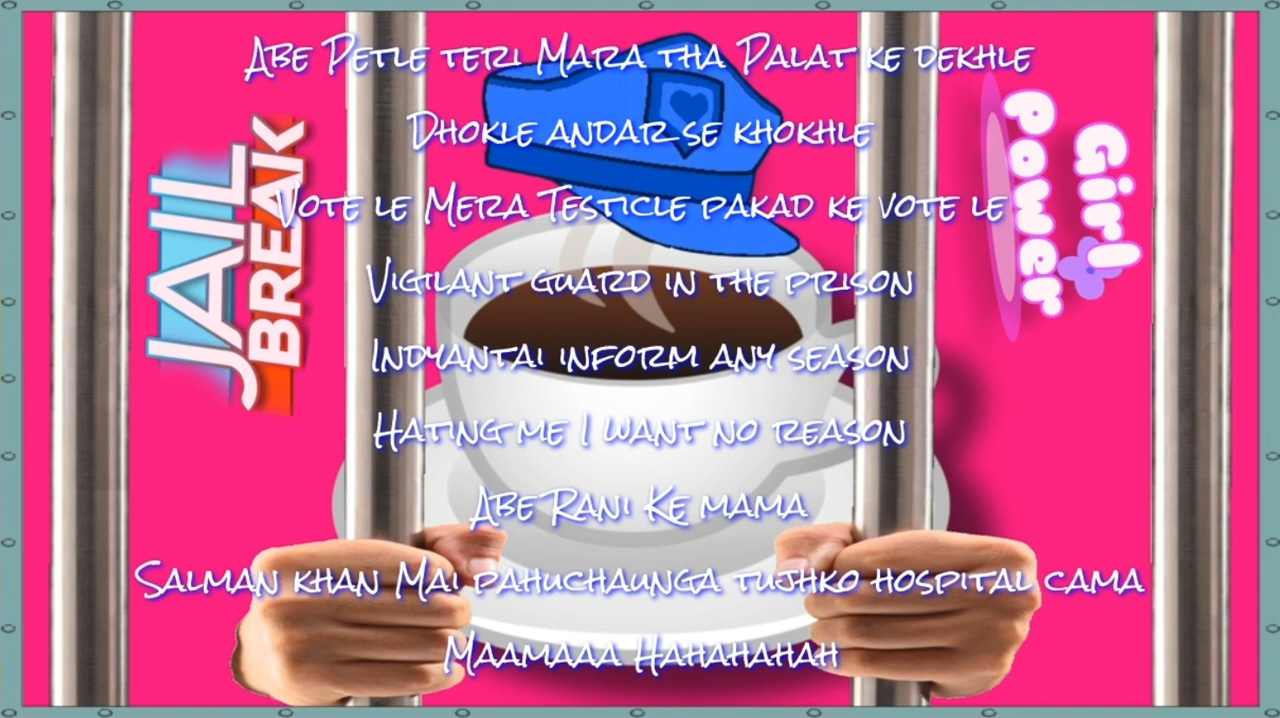 Abe Petle teri Mara tha Palat ke dekhle
Dhokle andar se khokhle
Vote le Mera Testicle pakad ke vote le
Vigilant guard in the prison
Indyantai inform any season
Hating me I want no reason
Abe Rani Ke mama
Salman khan Mai pahuchaunga tujhko hospital cama
Maamaaa Hahahahah
JAIL
BREAK
Girl
Power